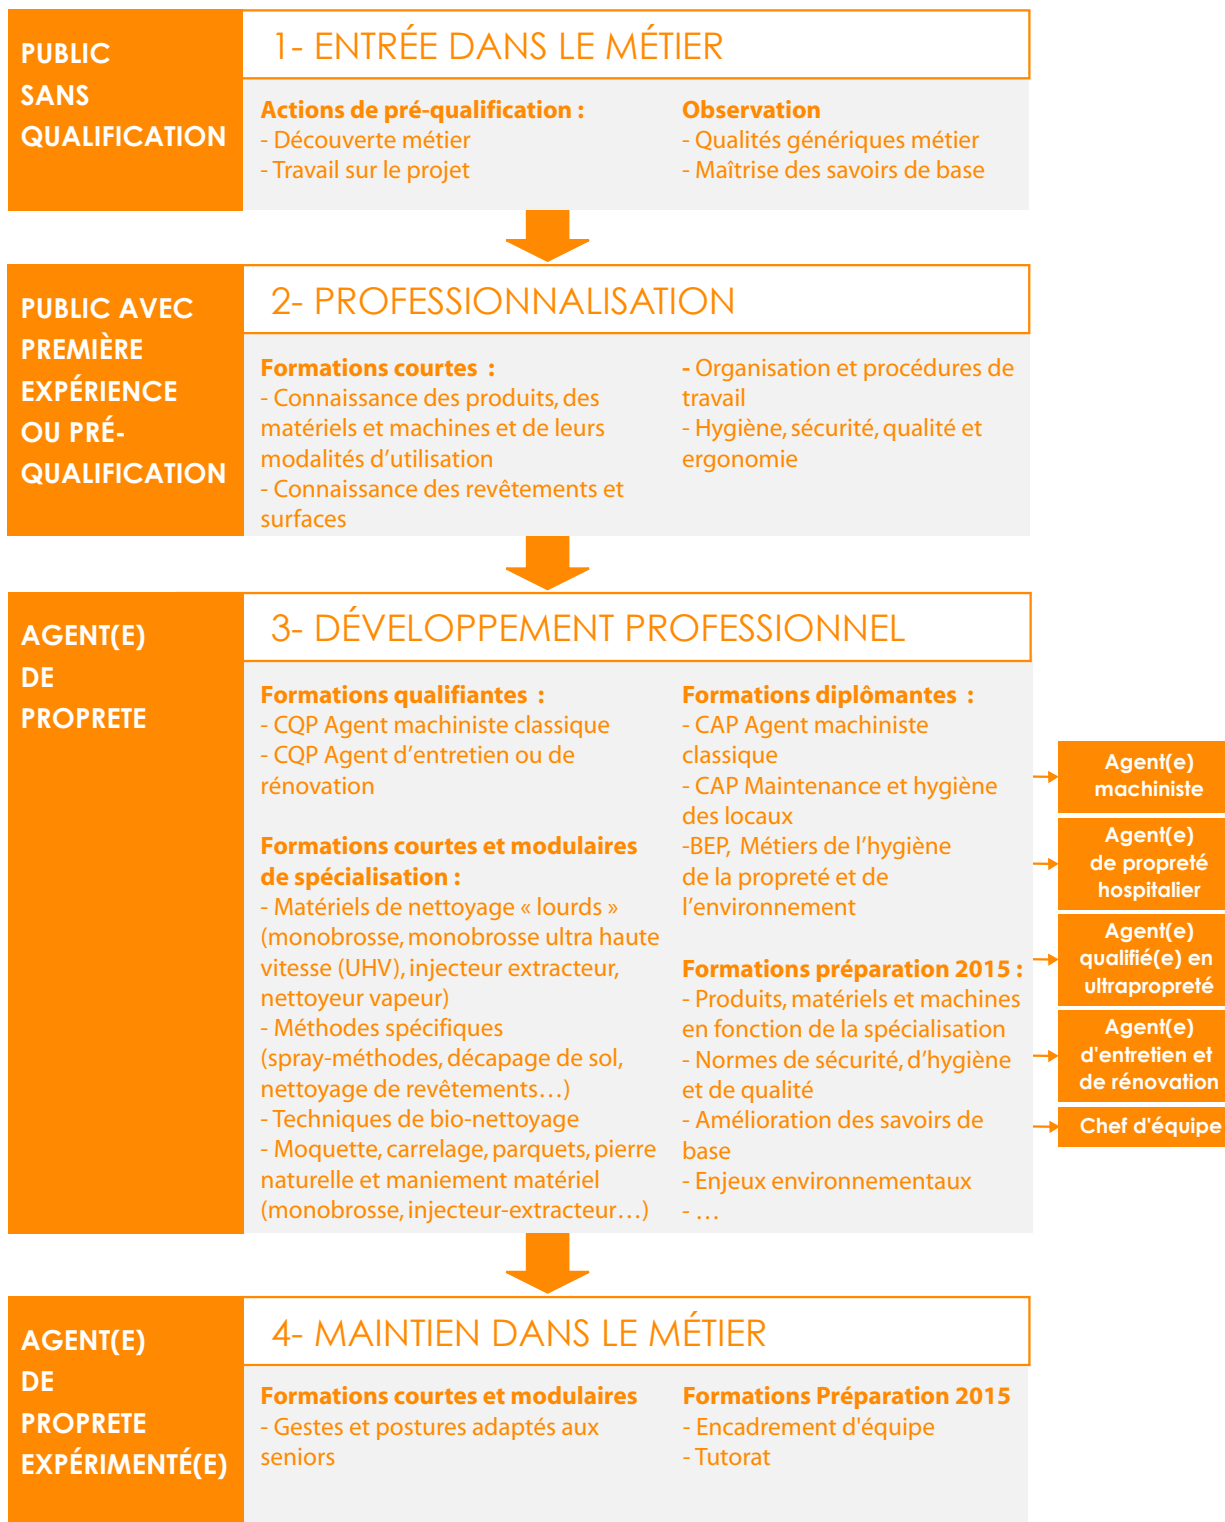 PUBLIC
SANS
QUALIFICATION
1- ENTRÉE DANS LE MÉTIER
Actions de pré-qualification :
- Découverte métier
- Travail sur le projet
Observation
- Qualités génériques métier
- Maîtrise des savoirs de base
PUBLIC AVEC
PREMIÈRE
EXPÉRIENCE
OU PRÉ-
QUALIFICATION
2- PROFESSIONNALISATION
Formations courtes :
- Connaissance des produits, des
matériels et machines et de leurs
modalités d’utilisation
- Connaissance des revêtements et
surfaces
- Organisation et procédures de
travail
- Hygiène, sécurité, qualité et
ergonomie
AGENT(E)
DE
PROPRETE
3- DÉVELOPPEMENT PROFESSIONNEL
Formations qualifiantes :
- CQP Agent machiniste classique
- CQP Agent d’entretien ou de
rénovation
Formations courtes et modulaires
de spécialisation :
- Matériels de nettoyage « lourds »
(monobrosse, monobrosse ultra haute
vitesse (UHV), injecteur extracteur,
nettoyeur vapeur)
- Méthodes spécifiques
(spray-méthodes, décapage de sol,
nettoyage de revêtements…)
- Techniques de bio-nettoyage
- Moquette, carrelage, parquets, pierre
naturelle et maniement matériel
(monobrosse, injecteur-extracteur…)
Formations diplômantes :
- CAP Agent machiniste
classique
- CAP Maintenance et hygiène
des locaux
-BEP, Métiers de l’hygiène
de la propreté et de
l’environnement
Formations préparation 2015 :
- Produits, matériels et machines
en fonction de la spécialisation
- Normes de sécurité, d’hygiène
et de qualité
- Amélioration des savoirs de
base
- Enjeux environnementaux
- …
Agent(e)
machiniste
Agent(e)
de propreté
hospitalier
Agent(e)
qualifié(e) en
ultrapropreté
Agent(e)
d'entretien et
de rénovation
Chef d'équipe
AGENT(E)
DE
PROPRETE
EXPÉRIMENTÉ(E)
4- MAINTIEN DANS LE MÉTIER
Formations courtes et modulaires
- Gestes et postures adaptés aux
seniors
Formations Préparation 2015
- Encadrement d'équipe
- Tutorat